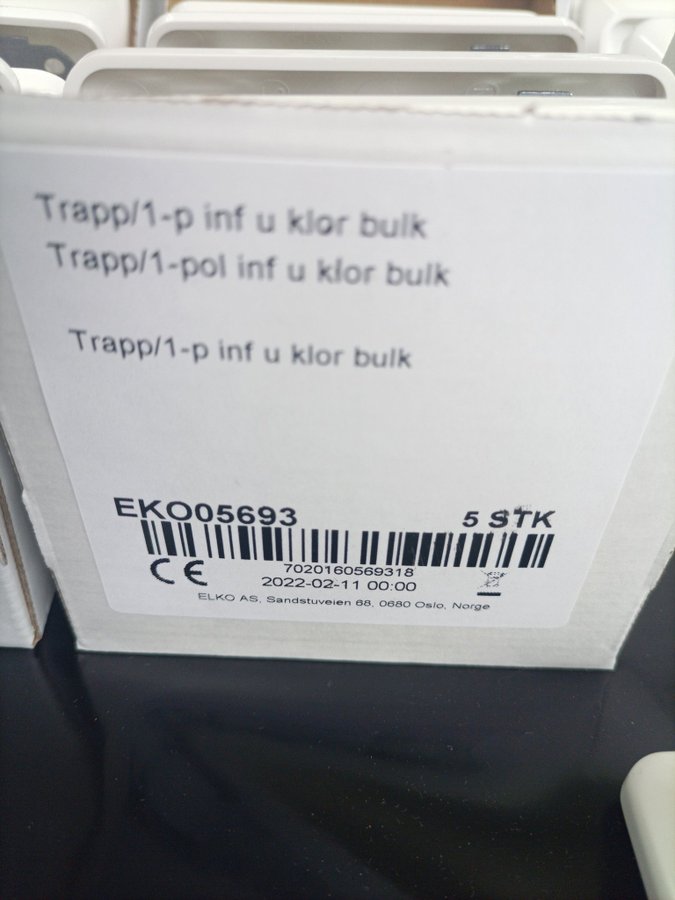 Trapp/1-p inf u klor bulk
Trapp/1-pol inf u klor bulk
Trapp/1-p inf u klor bulk
EKO05693 5 STK
7020160569318
CE
2022-02-11 00:00
ELKO AS, Sandstuveien 68, 0680 Oslo, Norge